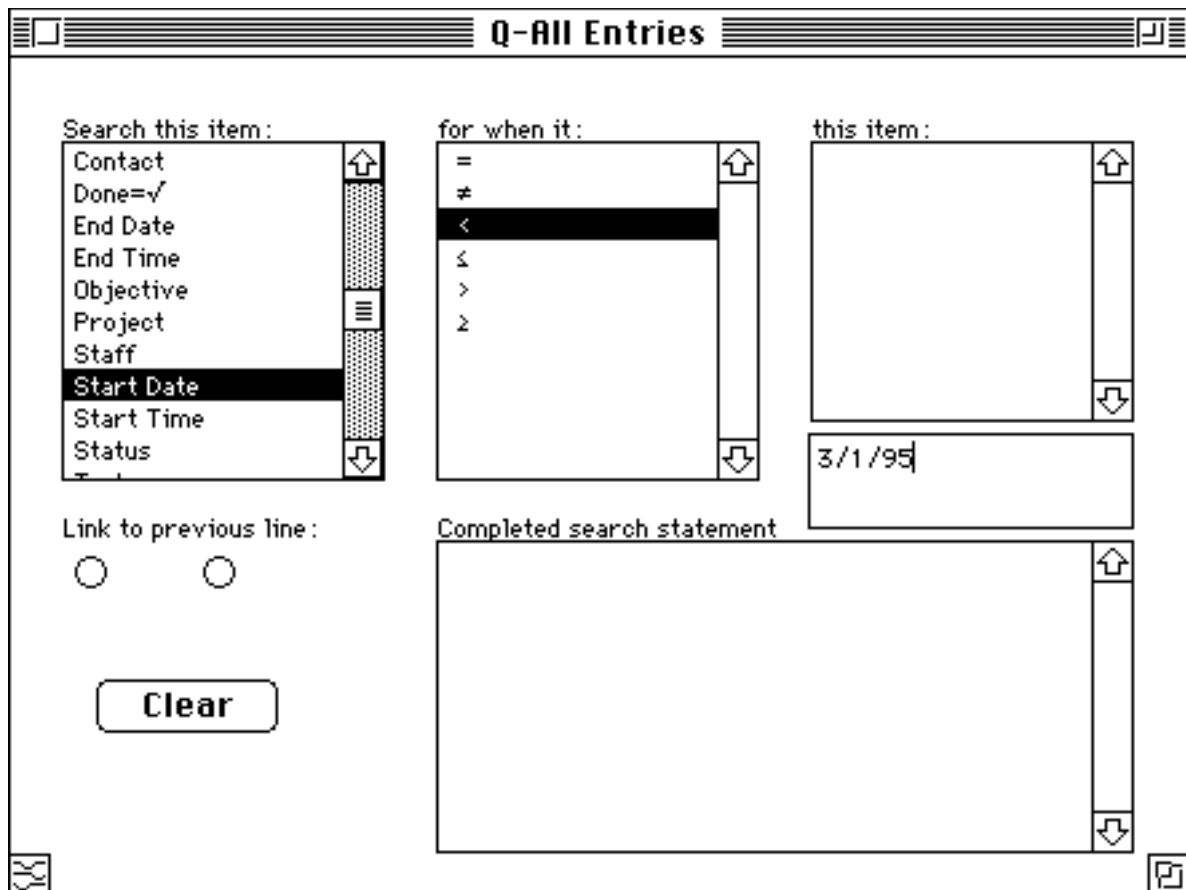 Q-All Entries
Search this item:
Contact
Done=√
End Date
End Time
Objective
Project
Staff
Start Date
Start Time
Status
for when it:
=
≠
<
≤
>
≥
this item:
3/1/95
Link to previous line:
Clear
Completed search statement